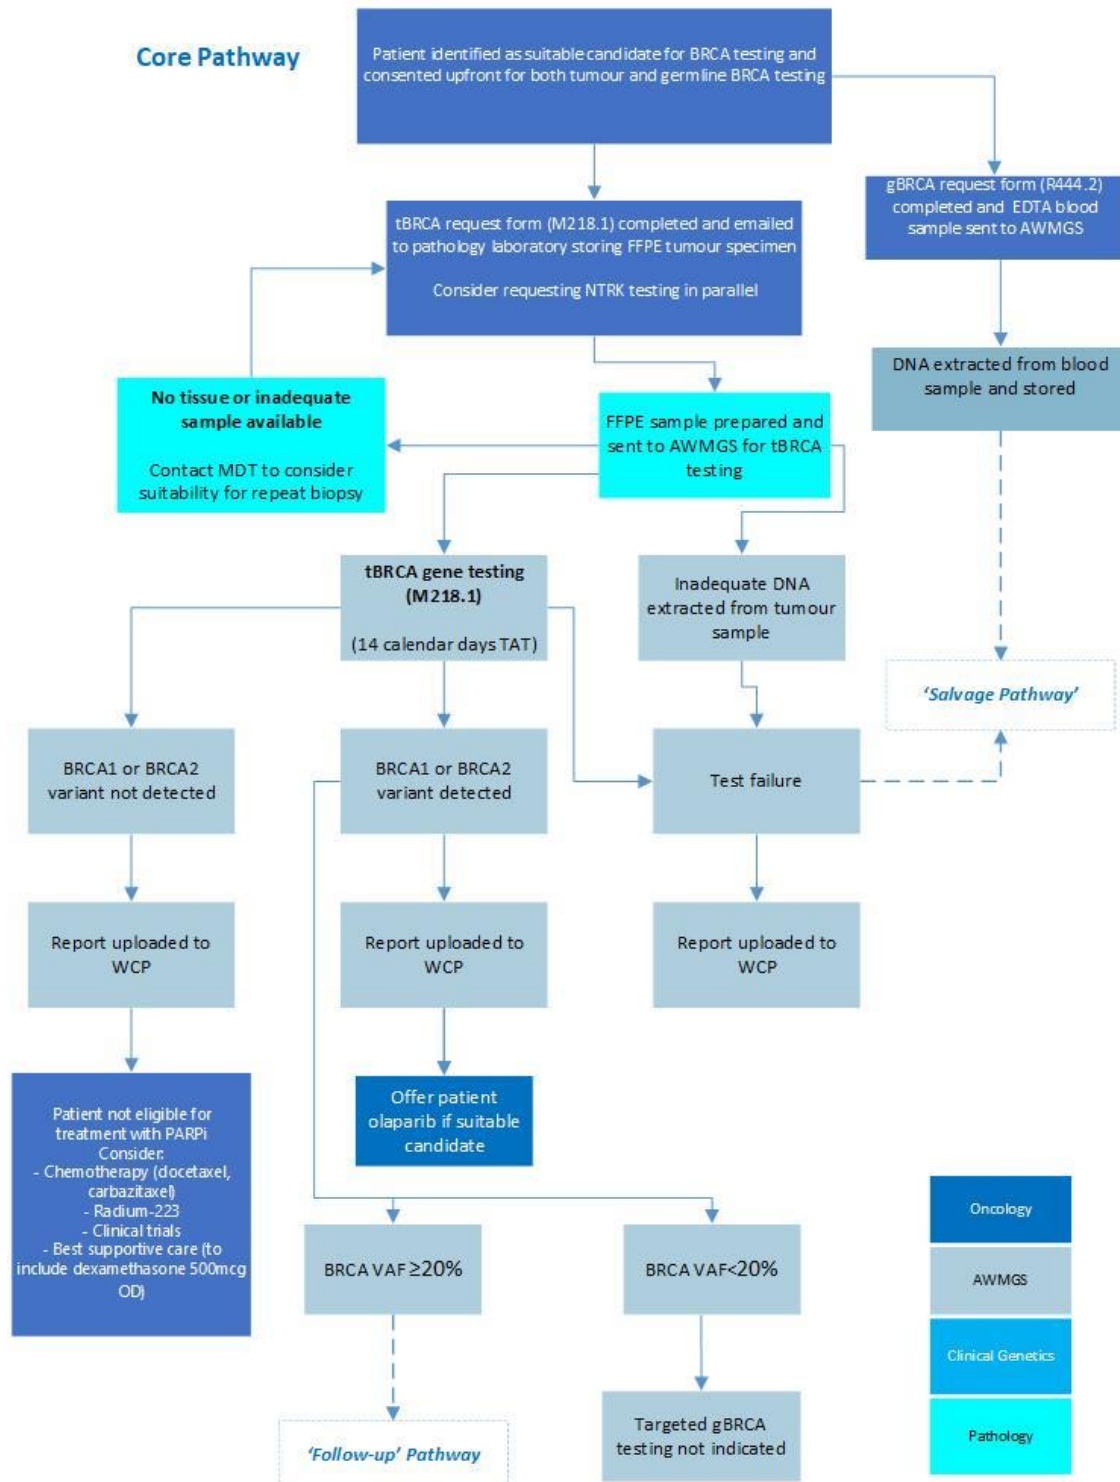 Core Pathway
Patient identified as suitable candidate for BRCA testing and
consented upfront for both tumour and germline BRCA testing
gBRCA request form (R444.2)
completed and EDTA blood
sample sent to AWMGS
tBRCA request form (M218.1) completed and emailed
to pathology laboratory storing FFPE tumour specimen
Consider requesting NTRK testing in parallel
DNA extracted from blood
sample and stored
No tissue or inadequate
sample available
Contact MDT to consider
suitability for repeat biopsy
FFPE sample prepared and
sent to AWMGS for tBRCA
testing
tBRCA gene testing
(M218.1)
(14 calendar days TAT)
Inadequate DNA
extracted from tumour
sample
'Salvage Pathway'
BRCA1 or BRCA2
variant not detected
BRCA1 or BRCA2
variant detected
Test failure
Report uploaded to
WCP
Report uploaded to
WCP
Report uploaded to
WCP
Patient not eligible for
treatment with PARPi
Consider:
- Chemotherapy (docetaxel,
carbazitaxel)
- Radium-223
- Clinical trials
- Best supportive care (to
include dexamethasone 500mcg
OD)
Offer patient
olaparib if suitable
candidate
BRCA VAF ≥20%
BRCA VAF<20%
'Follow-up' Pathway
Targeted gBRCA
testing not indicated
Oncology
AWMGS
Clinical Genetics
Pathology